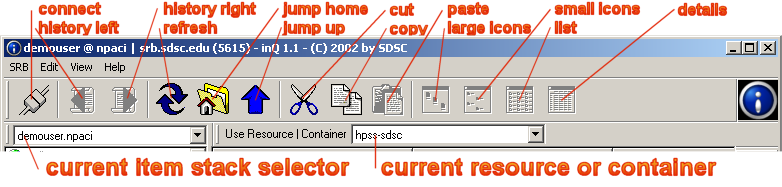 connect history right jump home cut paste small icons details
history left refresh jump up copy large icons list
demouser @ npaci | srb.sdsc.edu (5615) - inQ 1.1 - (C) 2002 by SDSC
SRB Edit View Help
demouser.npaci Use Resource | Container hpss-sdsc
current item stack selector current resource or container